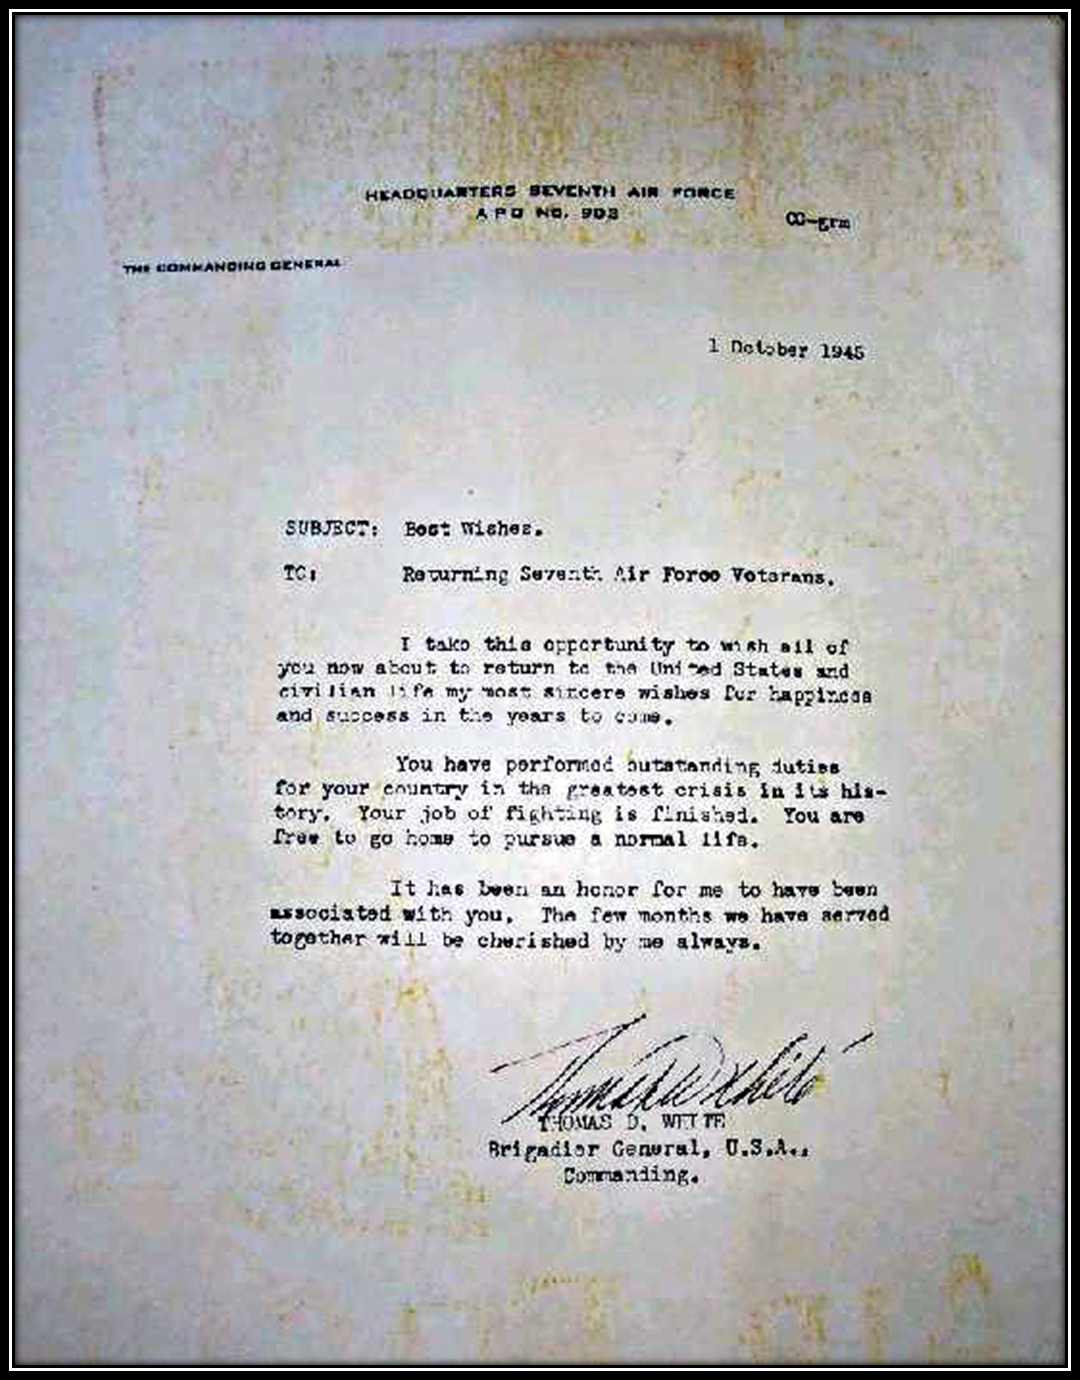 HEADQUARTERS SEVENTH AIR FORCE
A P O NO. 903
CG-grm
THE COMMANDING GENERAL
1 October 1945
SUBJECT: Best Wishes.
TO: Returning Seventh Air Force Veterans.
I take this opportunity to wish all of
you now about to return to the United States and
civilian life my most sincere wishes for happiness
and success in the years to come.
You have performed outstanding duties
for your country in the greatest crisis in its his-
tory. Your job of fighting is finished. You are
free to go home to pursue a normal life.
It has been an honor for me to have been
associated with you. The few months we have served
together will be cherished by me always.
Thomas D White
THOMAS D. WHITE
Brigadier General, U.S.A.,
Commanding.